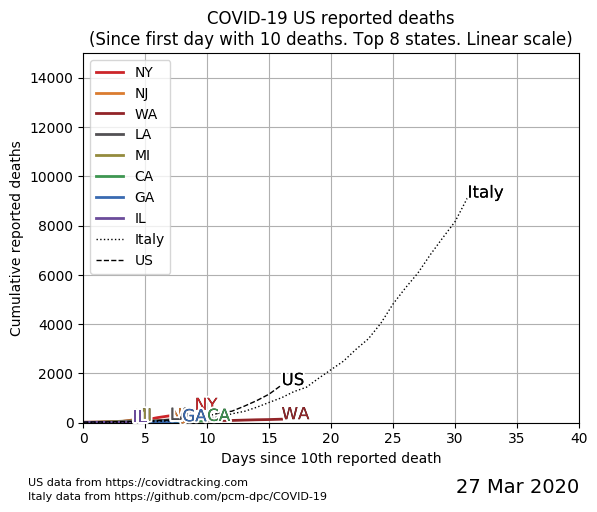 COVID-19 US reported deaths
(Since first day with 10 deaths. Top 8 states. Linear scale)
14000
12000
10000
8000
6000
4000
2000
0
Cumulative reported deaths
NY
NJ
WA
LA
MI
CA
GA
IL
Italy
US
Italy
US
NY
IL
GA
CA
WA
0 5 10 15 20 25 30 35 40
Days since 10th reported death
US data from https://covidtracking.com
Italy data from https://github.com/pcm-dpc/COVID-19
27 Mar 2020